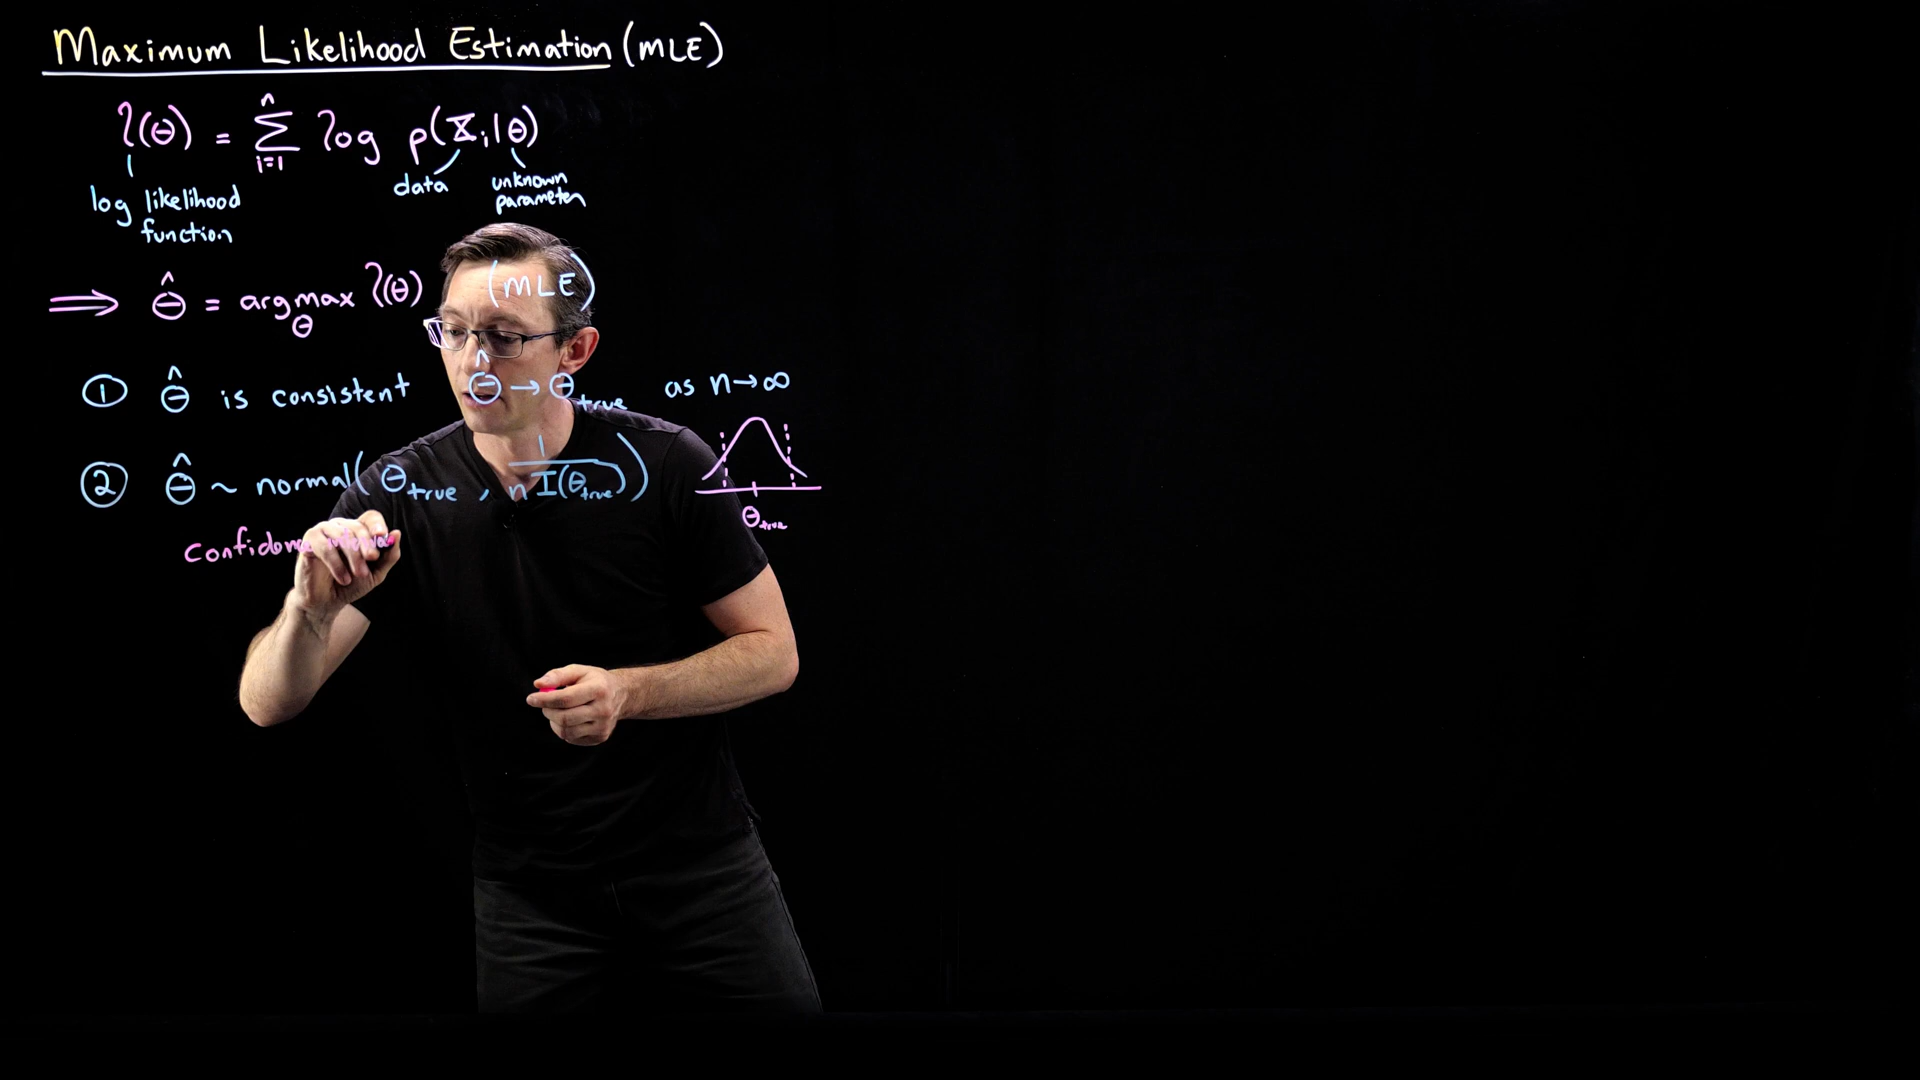 Maximum Likelihood Estimation (MLE)
l(θ) = Σ_{i=1}^{n} log p(X_i|θ)
log likelihood function
data
unknown parameter
⟹ θ̂ = argmax_θ l(θ) (MLE)
① θ̂ is consistent θ̂ → θ_true as n→∞
② θ̂ ~ normal(θ_true, 1/(n I(θ_true)))
θ_true